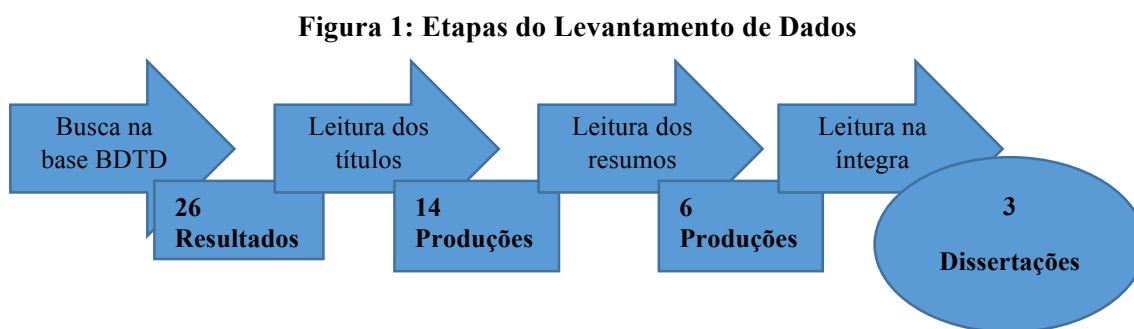 Figura 1: Etapas do Levantamento de Dados
Busca na
base BDTD
26
Resultados
Leitura dos
títulos
14
Produções
Leitura dos
resumos
6
Produções
Leitura na
íntegra
3
Dissertações